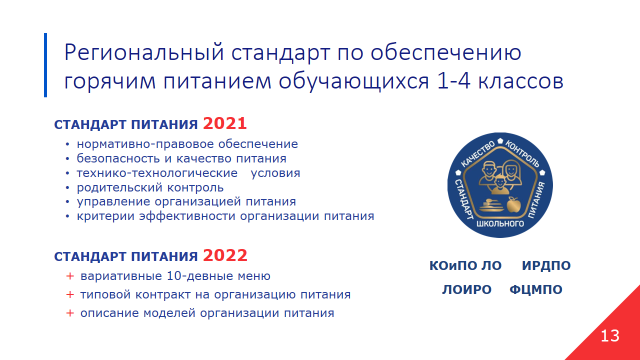 Региональный стандарт по обеспечению
горячим питанием обучающихся 1-4 классов
СТАНДАРТ ПИТАНИЯ 2021
• нормативно-правовое обеспечение
• безопасность и качество питания
• технико-технологические условия
• родительский контроль
• управление организацией питания
• критерии эффективности организации питания
СТАНДАРТ ПИТАНИЯ 2022
+ вариативные 10-девные меню
+ типовой контракт на организацию питания
+ описание моделей организации питания
КАЧЕСТВО
КОНТРОЛЬ
СТАНДАРТ
ШКОЛЬНОГО
ПИТАНИЯ
КОиПО ЛО ИРДПО
ЛОИРО ФЦМПО
13